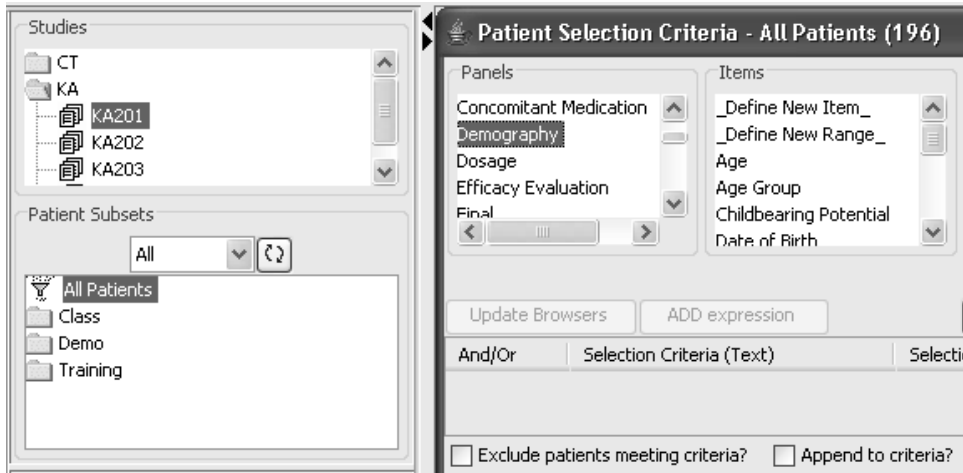 Studies
CT
KA
KA201
KA202
KA203
Patient Subsets
All
All Patients
Class
Demo
Training
Patient Selection Criteria - All Patients (196)
Panels
Concomitant Medication
Demography
Dosage
Efficacy Evaluation
Final
Items
_Define New Item_
_Define New Range_
Age
Age Group
Childbearing Potential
Date of Birth
Update Browsers ADD expression
And/Or Selection Criteria (Text) Selecti
Exclude patients meeting criteria? Append to criteria?